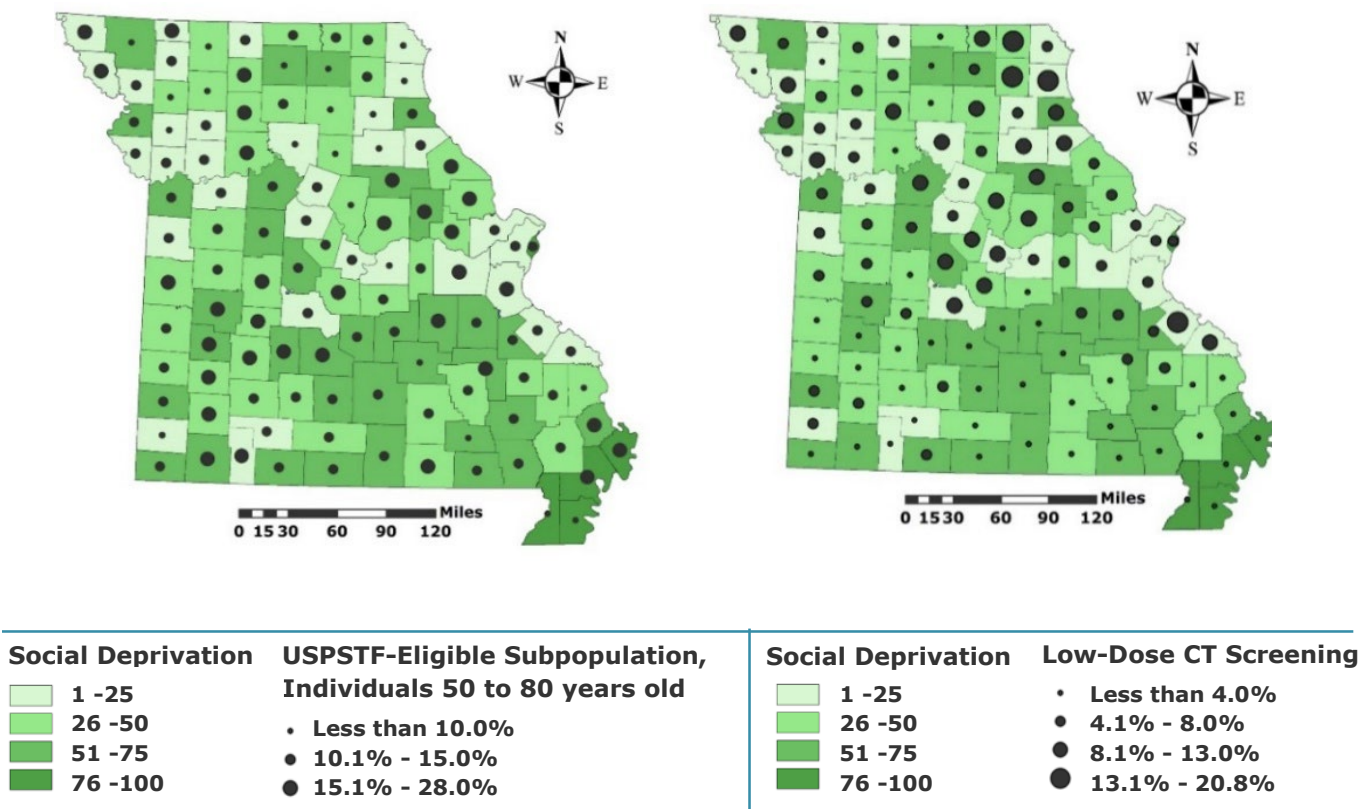 N
W E
S
Miles
0 15 30 60 90 120
N
W E
S
Miles
0 15 30 60 90 120
Social Deprivation
1 -25
26 -50
51 -75
76 -100
USPSTF-Eligible Subpopulation,
Individuals 50 to 80 years old
Less than 10.0%
10.1% - 15.0%
15.1% - 28.0%
Social Deprivation
1 -25
26 -50
51 -75
76 -100
Low-Dose CT Screening
Less than 4.0%
4.1% - 8.0%
8.1% - 13.0%
13.1% - 20.8%